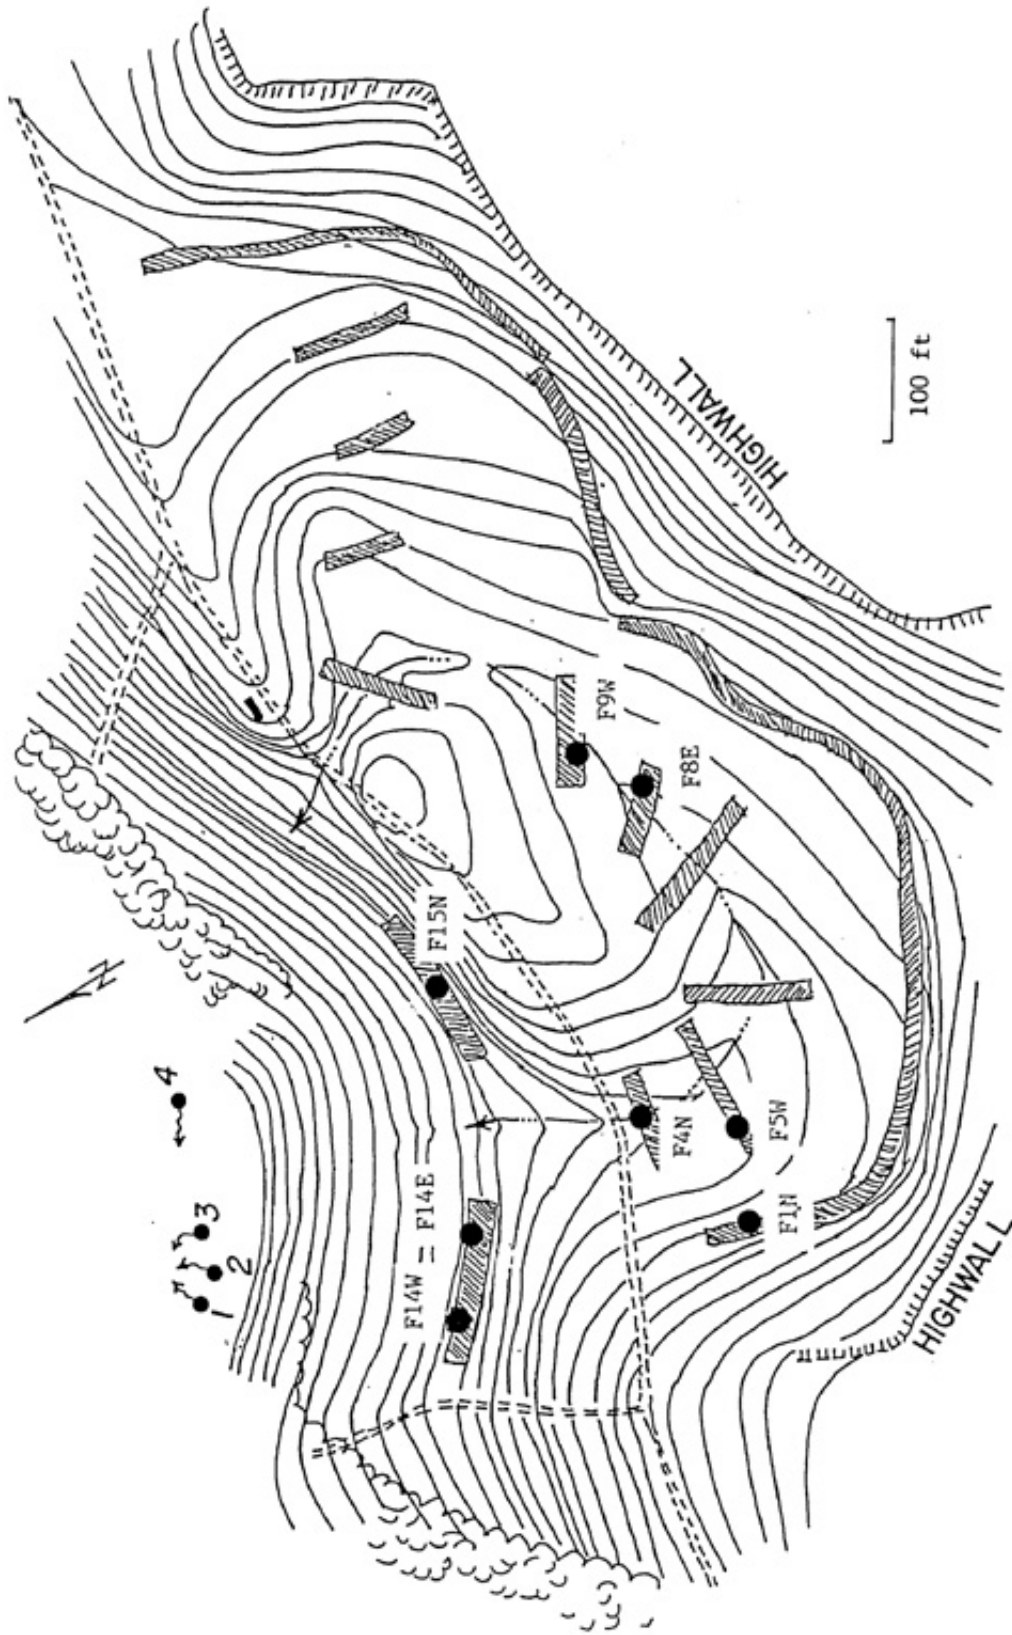 HIGHWALL
100 ft
F9W
F8E
F15N
N
4
3
2
1
F14W = F14E
F4N
F5W
F1N
HIGHWALL